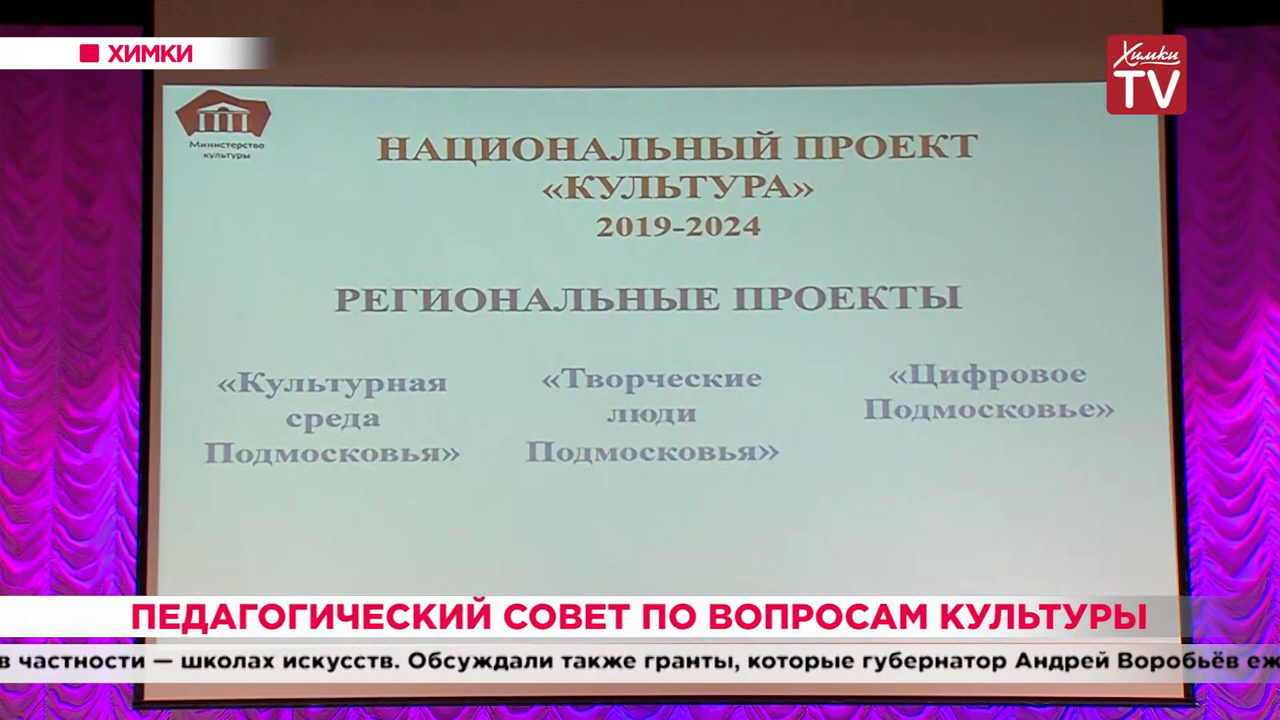 ХИМКИ
Химки
TV
Министерство
культуры
НАЦИОНАЛЬНЫЙ ПРОЕКТ
«КУЛЬТУРА»
2019-2024
РЕГИОНАЛЬНЫЕ ПРОЕКТЫ
«Культурная
среда
Подмосковья»
«Творческие
люди
Подмосковья»
«Цифровое
Подмосковье»
ПЕДАГОГИЧЕСКИЙ СОВЕТ ПО ВОПРОСАМ КУЛЬТУРЫ
в частности — школах искусств. Обсуждали также гранты, которые губернатор Андрей Воробьёв еж